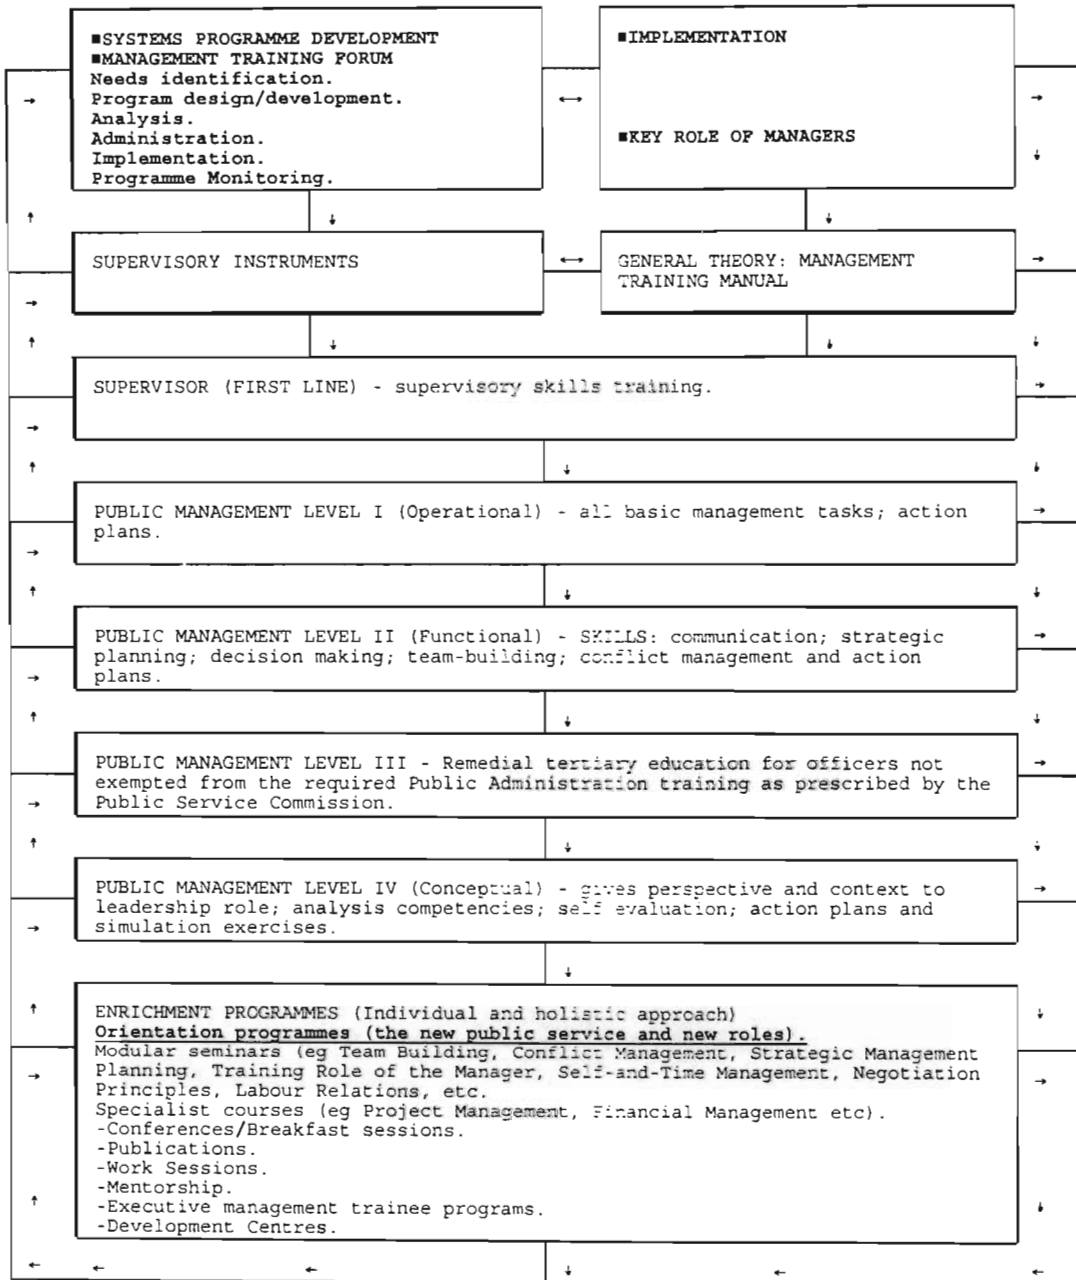 ■SYSTEMS PROGRAMME DEVELOPMENT
■MANAGEMENT TRAINING FORUM
Needs identification.
Program design/development.
Analysis.
Administration.
Implementation.
Programme Monitoring.
■IMPLEMENTATION
■KEY ROLE OF MANAGERS
SUPERVISORY INSTRUMENTS
GENERAL THEORY: MANAGEMENT
TRAINING MANUAL
SUPERVISOR (FIRST LINE) - supervisory skills training.
PUBLIC MANAGEMENT LEVEL I (Operational) - all basic management tasks; action
plans.
PUBLIC MANAGEMENT LEVEL II (Functional) - SKILLS: communication; strategic
planning; decision making; team-building; conflict management and action
plans.
PUBLIC MANAGEMENT LEVEL III - Remedial tertiary education for officers not
exempted from the required Public Administration training as prescribed by the
Public Service Commission.
PUBLIC MANAGEMENT LEVEL IV (Conceptual) - gives perspective and context to
leadership role; analysis competencies; self evaluation; action plans and
simulation exercises.
ENRICHMENT PROGRAMMES (Individual and holistic approach)
Orientation programmes (the new public service and new roles).
Modular seminars (eg Team Building, Conflict Management, Strategic Management
Planning, Training Role of the Manager, Self-and-Time Management, Negotiation
Principles, Labour Relations, etc.
Specialist courses (eg Project Management, Financial Management etc).
-Conferences/Breakfast sessions.
-Publications.
-Work Sessions.
-Mentorship.
-Executive management trainee programs.
-Development Centres.